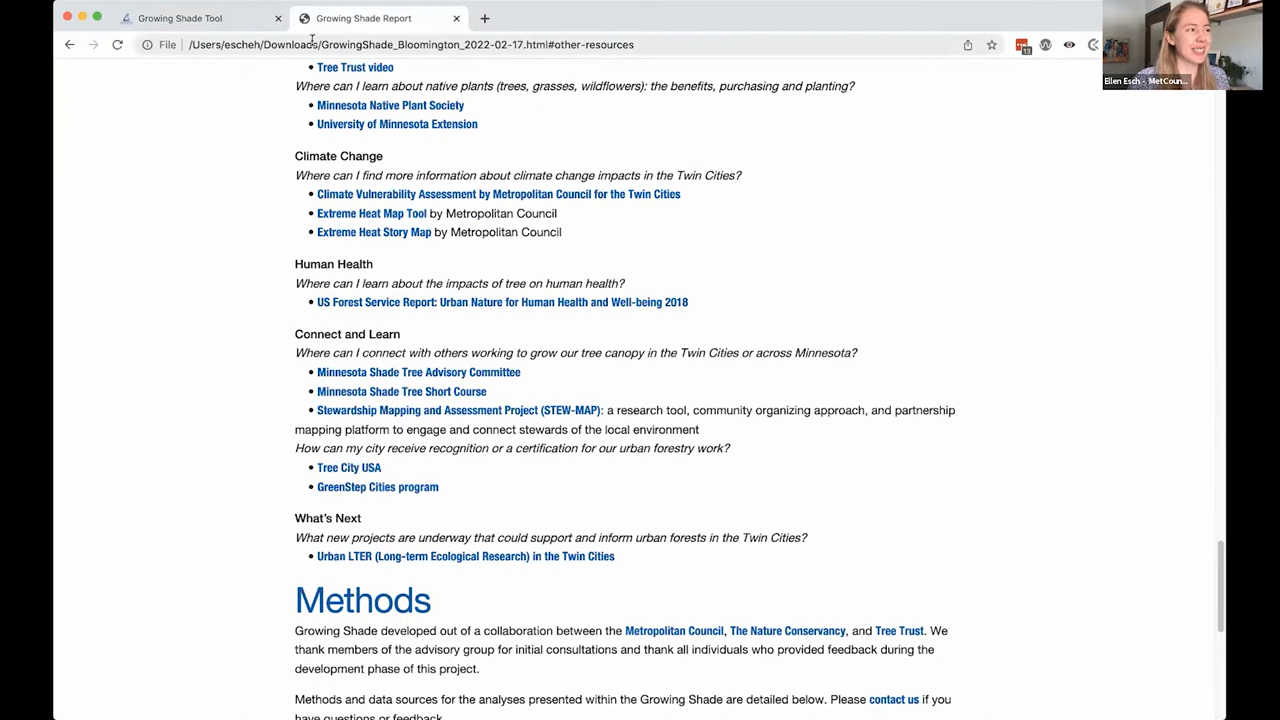 Growing Shade Tool
Growing Shade Report
File
/Users/escheh/Downloads/GrowingShade_Bloomington_2022-02-17.html#other-resources
13
Ellen Esch - MetCoun...
• Tree Trust video
Where can I learn about native plants (trees, grasses, wildflowers): the benefits, purchasing and planting?
• Minnesota Native Plant Society
• University of Minnesota Extension
Climate Change
Where can I find more information about climate change impacts in the Twin Cities?
• Climate Vulnerability Assessment by Metropolitan Council for the Twin Cities
• Extreme Heat Map Tool by Metropolitan Council
• Extreme Heat Story Map by Metropolitan Council
Human Health
Where can I learn about the impacts of tree on human health?
• US Forest Service Report: Urban Nature for Human Health and Well-being 2018
Connect and Learn
Where can I connect with others working to grow our tree canopy in the Twin Cities or across Minnesota?
• Minnesota Shade Tree Advisory Committee
• Minnesota Shade Tree Short Course
• Stewardship Mapping and Assessment Project (STEW-MAP): a research tool, community organizing approach, and partnership
mapping platform to engage and connect stewards of the local environment
How can my city receive recognition or a certification for our urban forestry work?
• Tree City USA
• GreenStep Cities program
What's Next
What new projects are underway that could support and inform urban forests in the Twin Cities?
• Urban LTER (Long-term Ecological Research) in the Twin Cities
Methods
Growing Shade developed out of a collaboration between the Metropolitan Council, The Nature Conservancy, and Tree Trust. We
thank members of the advisory group for initial consultations and thank all individuals who provided feedback during the
development phase of this project.
Methods and data sources for the analyses presented within the Growing Shade are detailed below. Please contact us if you
have questions or feedback